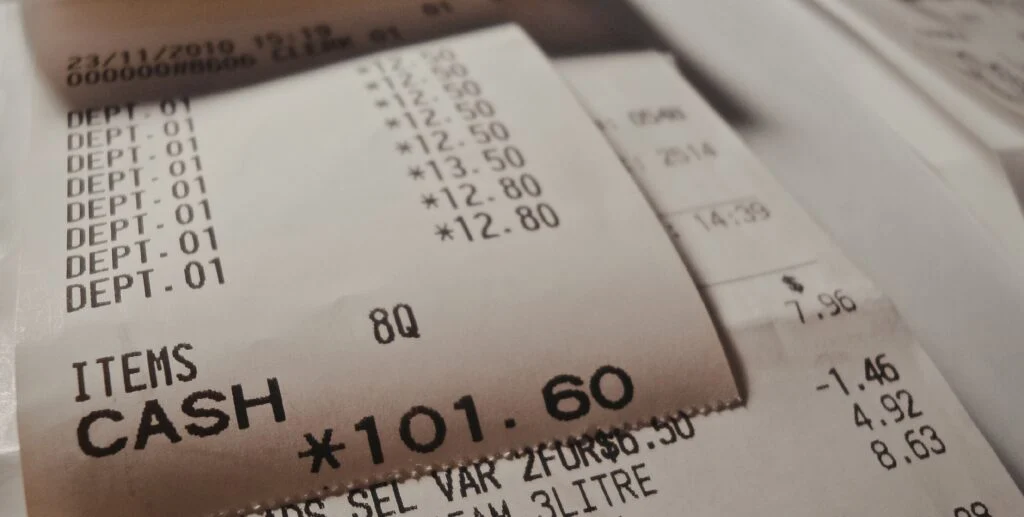 01
23/11/2010 15:19
000000#8606 CLERK 01
DEPT.01 *12.50
DEPT.01 *12.50
DEPT.01 *12.50
DEPT.01 *12.50
DEPT.01 *13.50
DEPT.01 *12.80
DEPT.01 *12.80
ITEMS 8Q
CASH *101.60
2514
14:39
$
7.96
SEL VAR 2FOR$6.50 -1.46
4.92
3LITRE 8.63